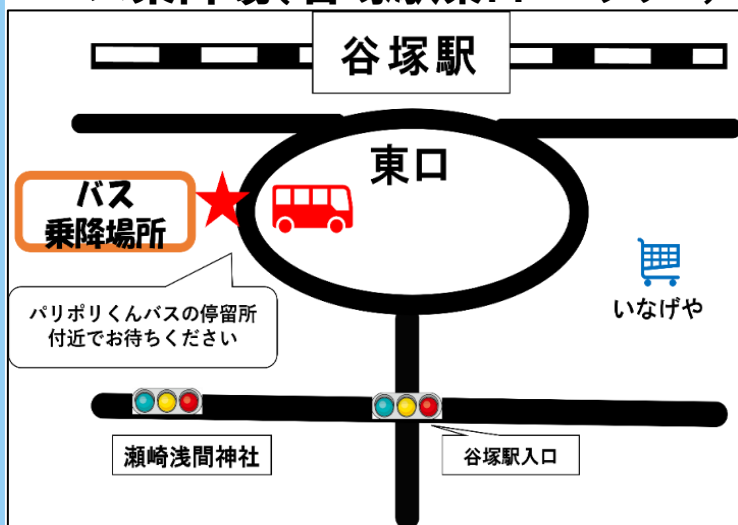 谷塚駅
東口
バス
乗降場所
いなげや
パリポリくんバスの停留所
付近でお待ちください
瀬崎浅間神社
谷塚駅入口